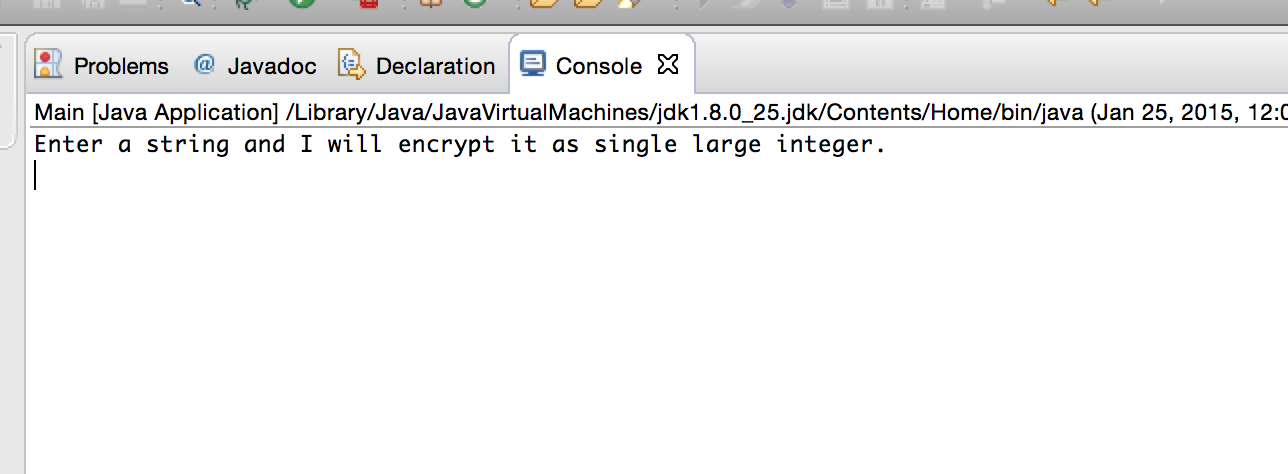 Problems @ Javadoc Declaration Console
Main [Java Application] /Library/Java/JavaVirtualMachines/jdk1.8.0_25.jdk/Contents/Home/bin/java (Jan 25, 2015, 12:0
Enter a string and I will encrypt it as single large integer.